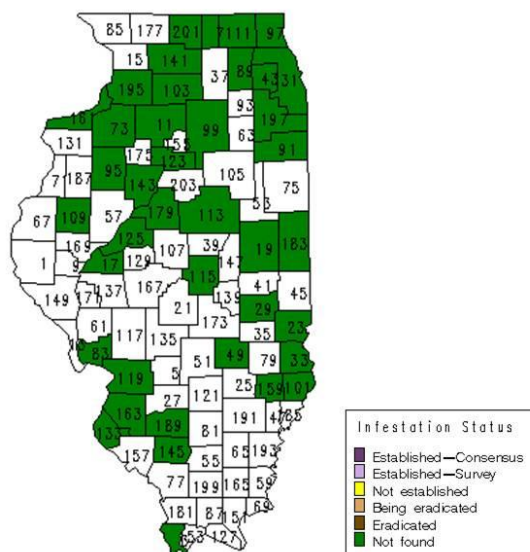 85 177 201 7 111 97
15 141 37 89 43 31
195 103 93
16 73 11 99 63 197
131 175 155 123 91
7 187 95 143 203 105 75
67 109 57 179 113 53
169 125 107 39 19 183
1 9 17 129 115 147
149 171 137 167 21 139 41 45
173 29
61 117 135 35 23
13 83 51 49 79 33
119 5 25 159 101
163 27 121 191 47 185
133 189 81
157 145 55 65 193
77 199 165 59
181 87 151 69
153 127
Infestation Status
Established—Consensus
Established—Survey
Not established
Being eradicated
Eradicated
Not found